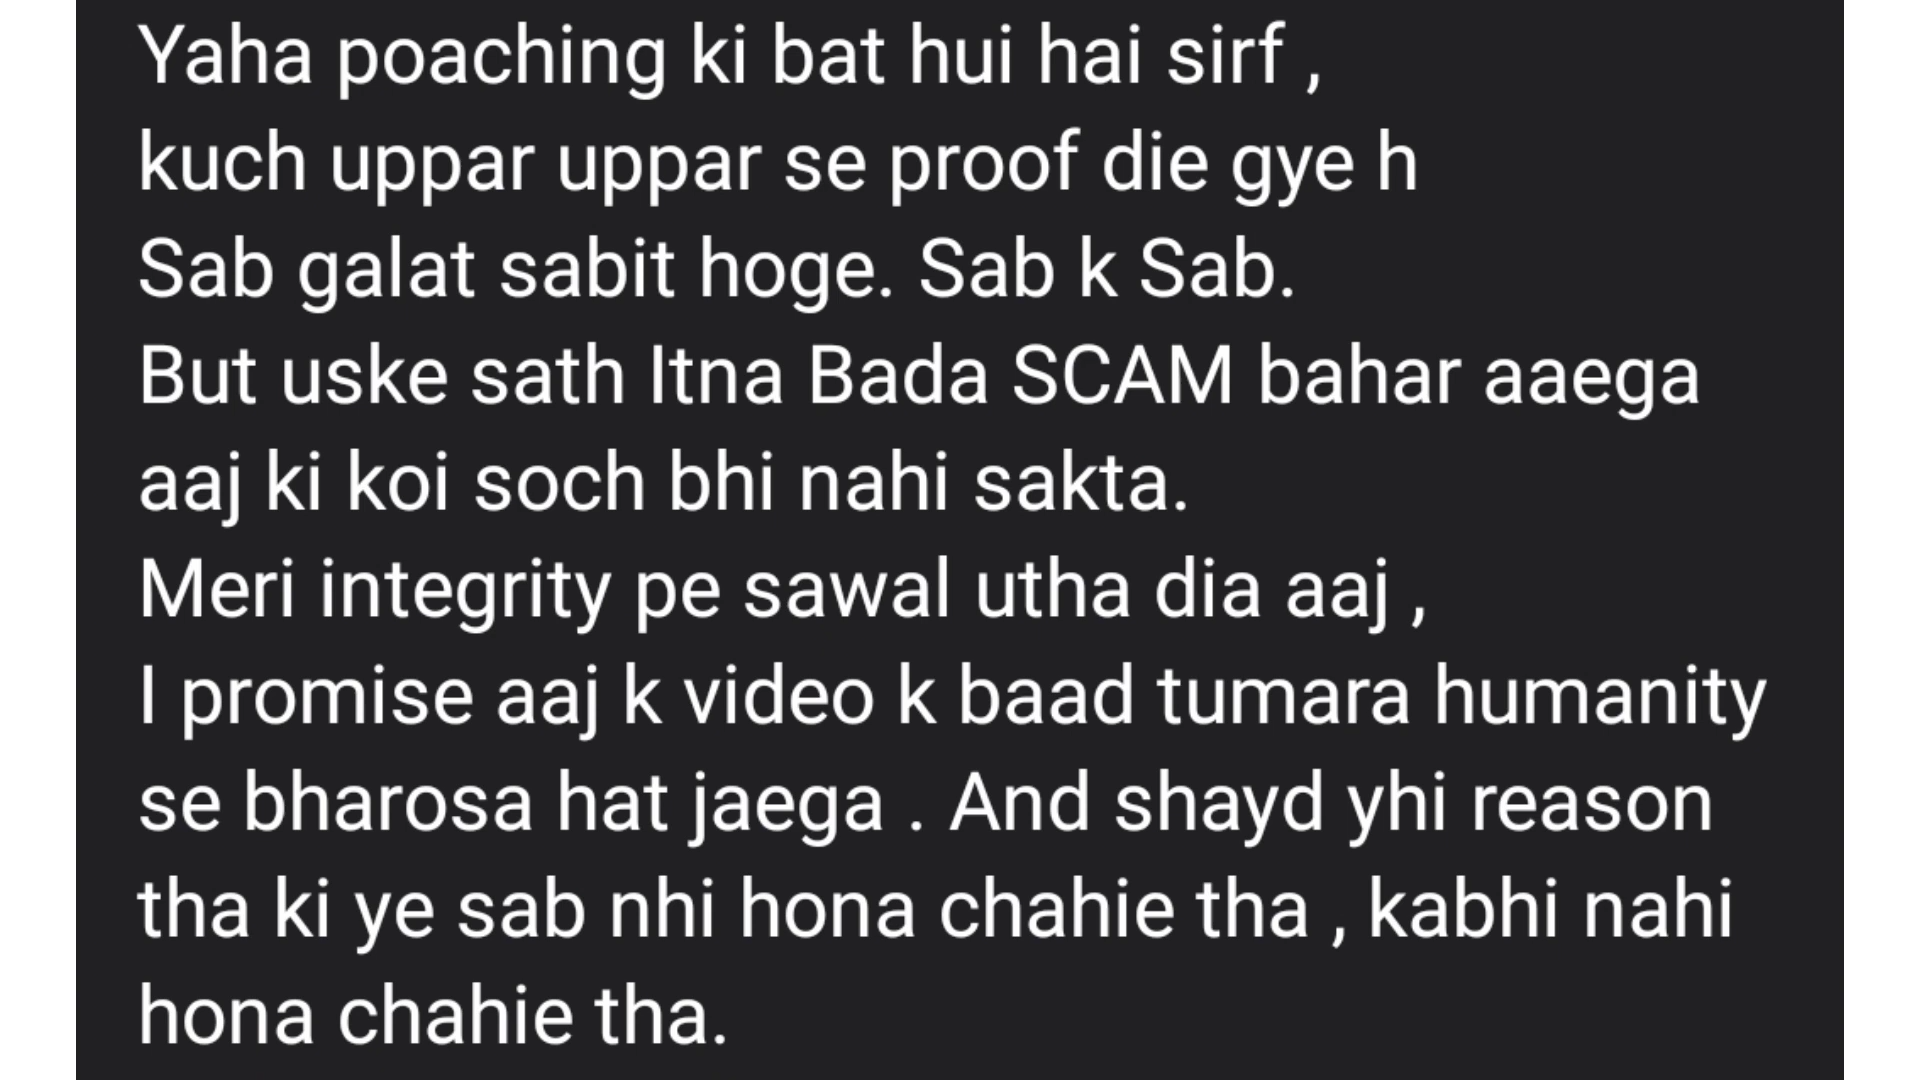 Yaha poaching ki bat hui hai sirf ,
kuch uppar uppar se proof die gye h
Sab galat sabit hoge. Sab k Sab.
But uske sath Itna Bada SCAM bahar aaega
aaj ki koi soch bhi nahi sakta.
Meri integrity pe sawal utha dia aaj ,
I promise aaj k video k baad tumara humanity
se bharosa hat jaega . And shayd yhi reason
tha ki ye sab nhi hona chahie tha , kabhi nahi
hona chahie tha.